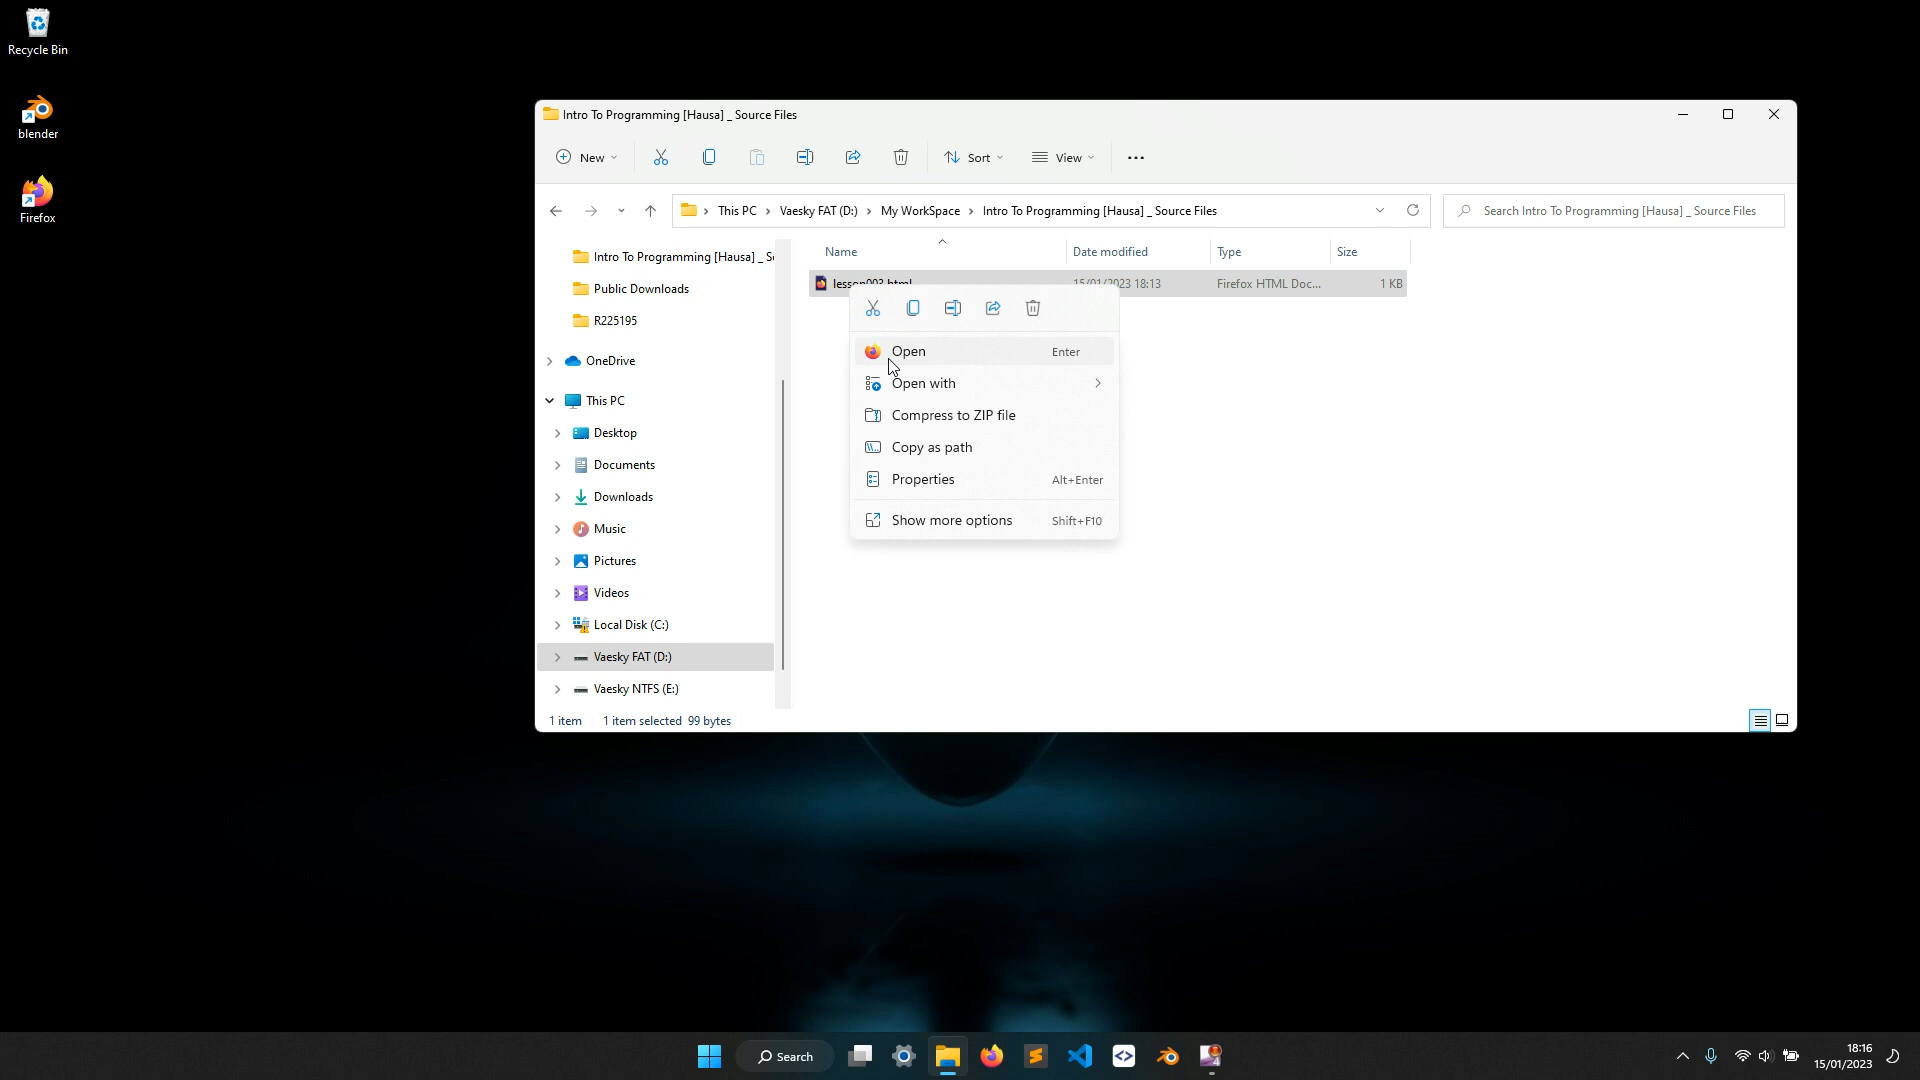 Recycle Bin
blender
Firefox
Intro To Programming [Hausa] _ Source Files
New
Sort
View
This PC
Vaesky FAT (D:)
My WorkSpace
Intro To Programming [Hausa] _ Source Files
Search Intro To Programming [Hausa] _ Source Files
Name
Date modified
Type
Size
lesson003.html
15/01/2023 18:13
Firefox HTML Doc...
1 KB
Intro To Programming [Hausa] _ S
Public Downloads
R225195
OneDrive
This PC
Desktop
Documents
Downloads
Music
Pictures
Videos
Local Disk (C:)
Vaesky FAT (D:)
Vaesky NTFS (E:)
Open Enter
Open with
Compress to ZIP file
Copy as path
Properties Alt+Enter
Show more options Shift+F10
1 item
1 item selected 99 bytes
Search
18:16
15/01/2023